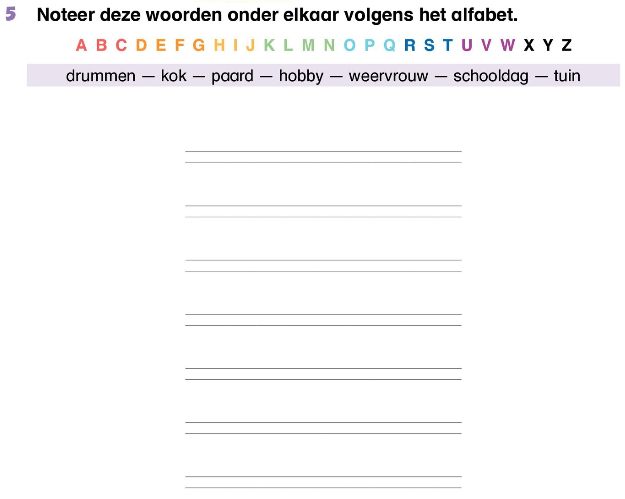 5 Noteer deze woorden onder elkaar volgens het alfabet.
A B C D E F G H I J K L M N O P Q R S T U V W X Y Z
drummen — kok — paard — hobby — weervrouw — schooldag — tuin